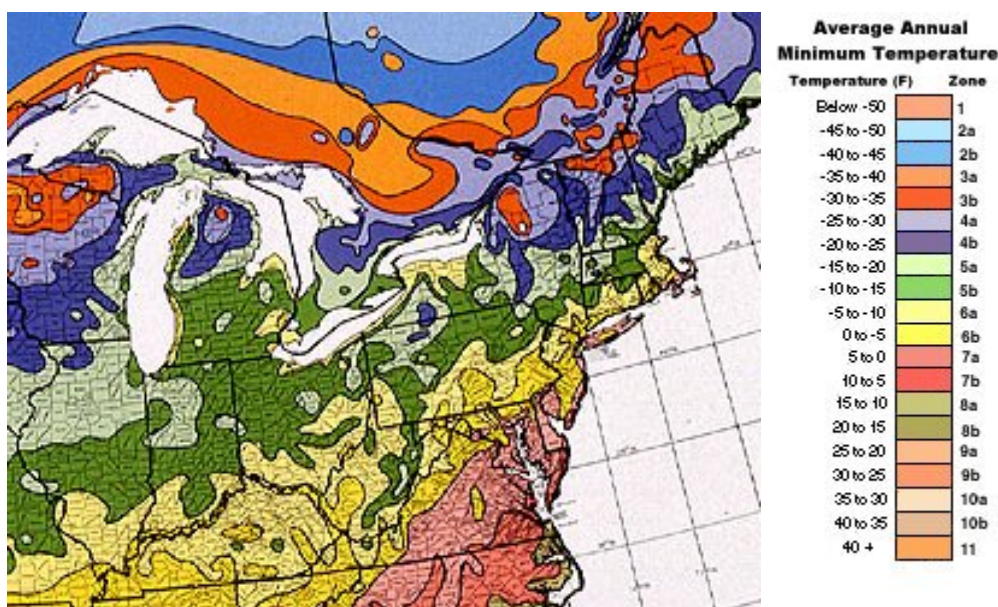 Average Annual
Minimum Temperature
Temperature (F) Zone
Below -50 1
-45 to -50 2a
-40 to -45 2b
-35 to -40 3a
-30 to -35 3b
-25 to -30 4a
-20 to -25 4b
-15 to -20 5a
-10 to -15 5b
-5 to -10 6a
0 to -5 6b
5 to 0 7a
10 to 5 7b
15 to 10 8a
20 to 15 8b
25 to 20 9a
30 to 25 9b
35 to 30 10a
40 to 35 10b
40 + 11